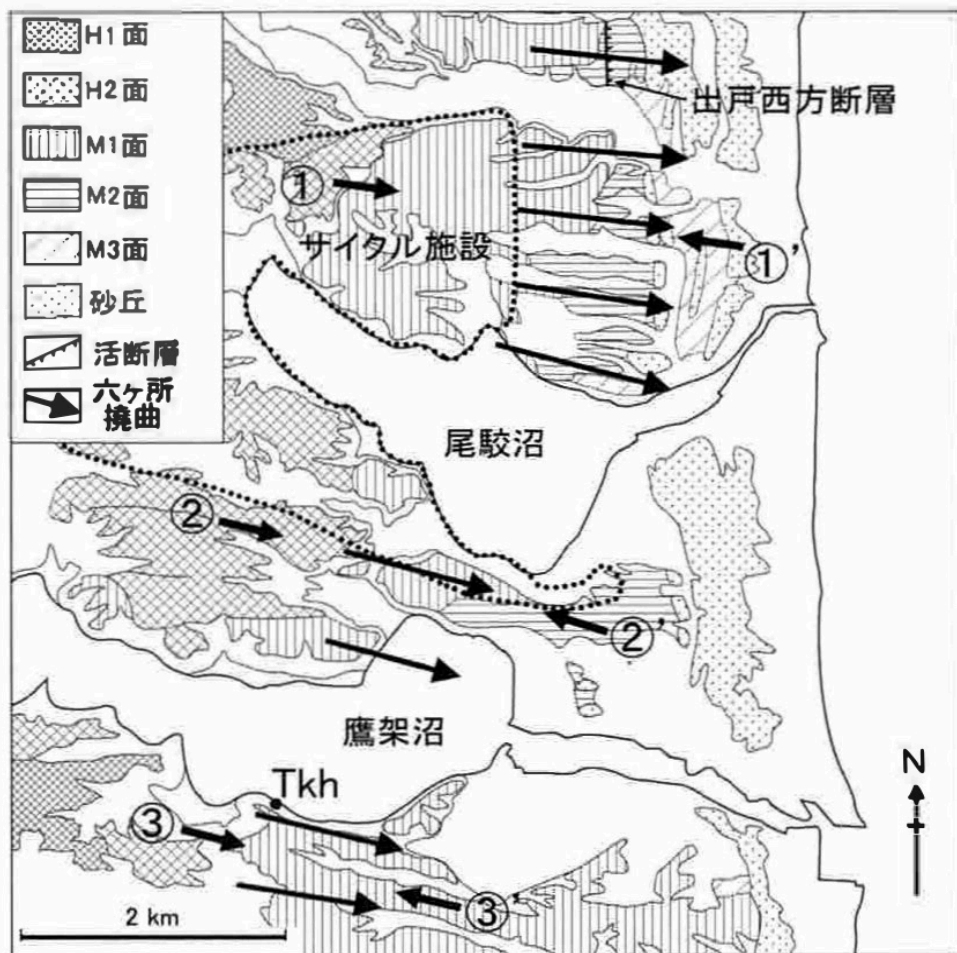 H1面
H2面
M1面
M2面
M3面
砂丘
活断層
六ヶ所
撓曲
出戸西方断層
①
サイクル施設
①'
尾駮沼
②
②'
鷹架沼
Tkh
③
③'
N
2 km